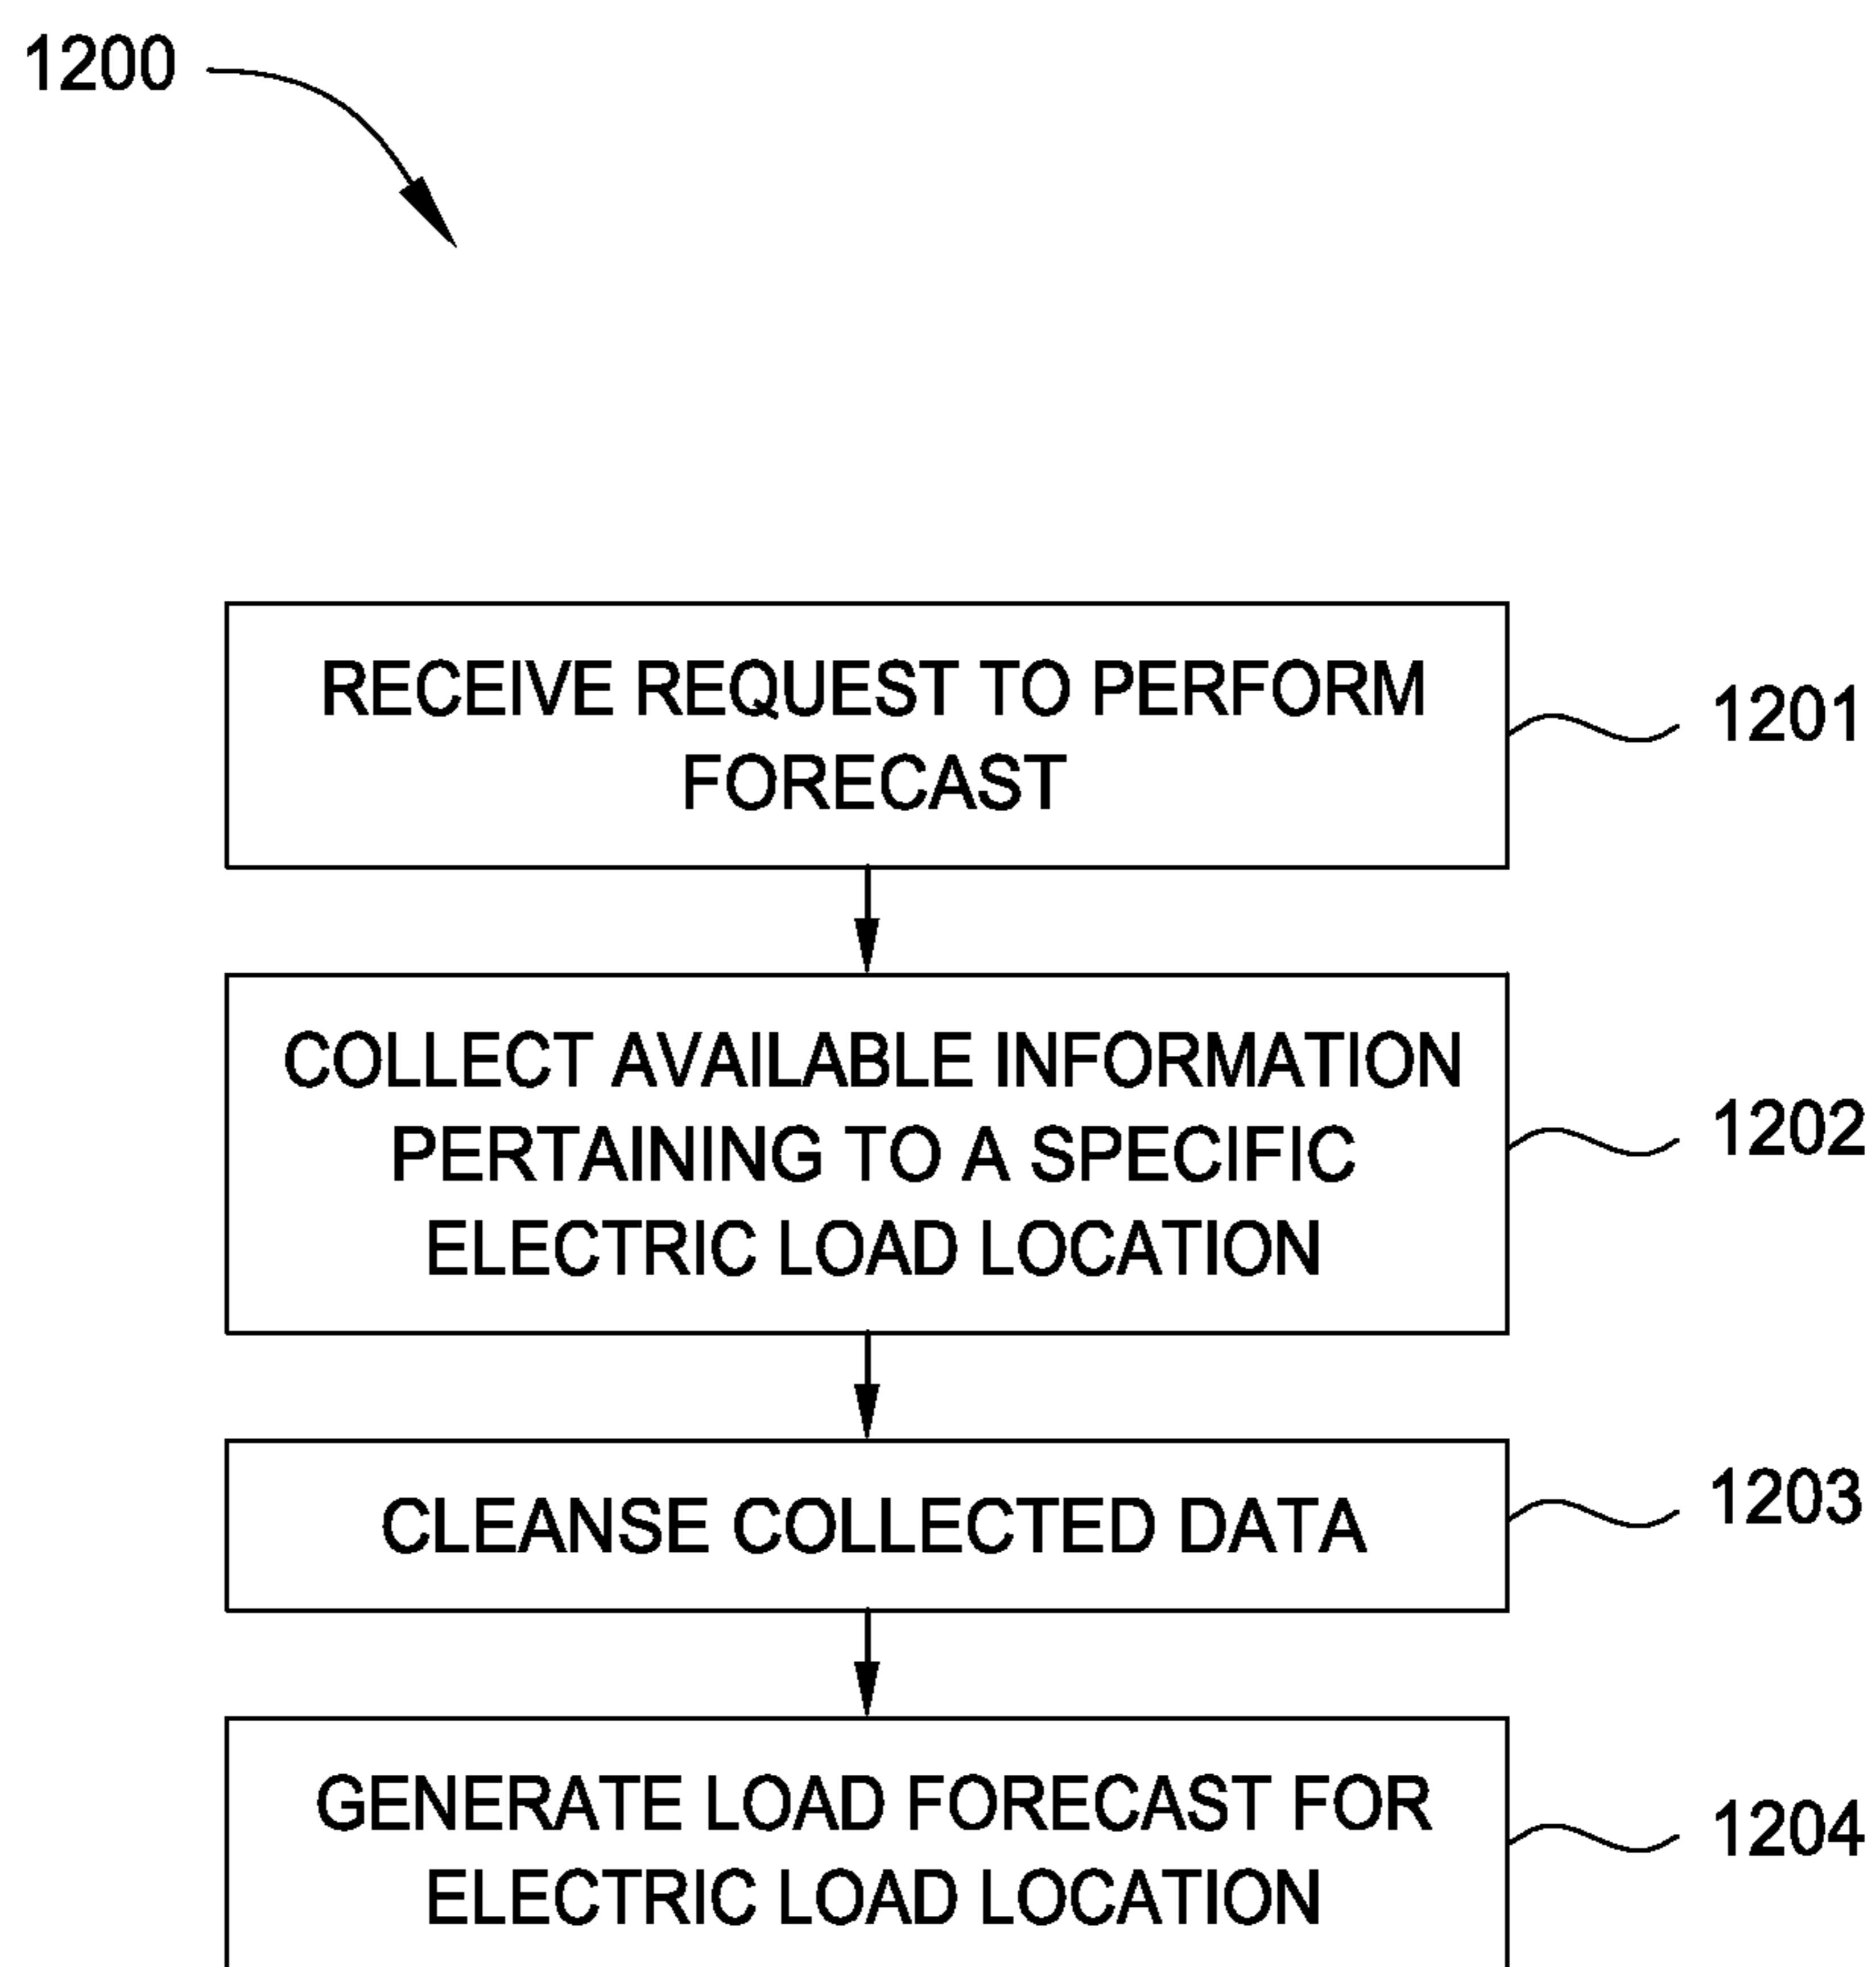 1200
RECEIVE REQUEST TO PERFORM
FORECAST
1201
COLLECT AVAILABLE INFORMATION
PERTAINING TO A SPECIFIC
ELECTRIC LOAD LOCATION
1202
CLEANSE COLLECTED DATA
1203
GENERATE LOAD FORECAST FOR
ELECTRIC LOAD LOCATION
1204